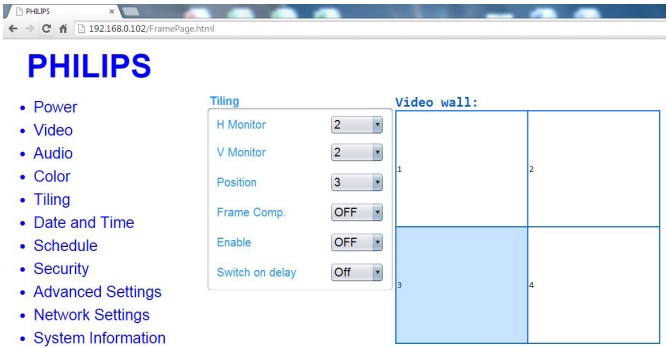 PHILIPS
192.168.0.102/FramePage.html
PHILIPS
• Power
• Video
• Audio
• Color
• Tiling
• Date and Time
• Schedule
• Security
• Advanced Settings
• Network Settings
• System Information
Tiling
H Monitor 2
V Monitor 2
Position 3
Frame Comp. OFF
Enable OFF
Switch on delay Off
Video wall:
1 2
3 4